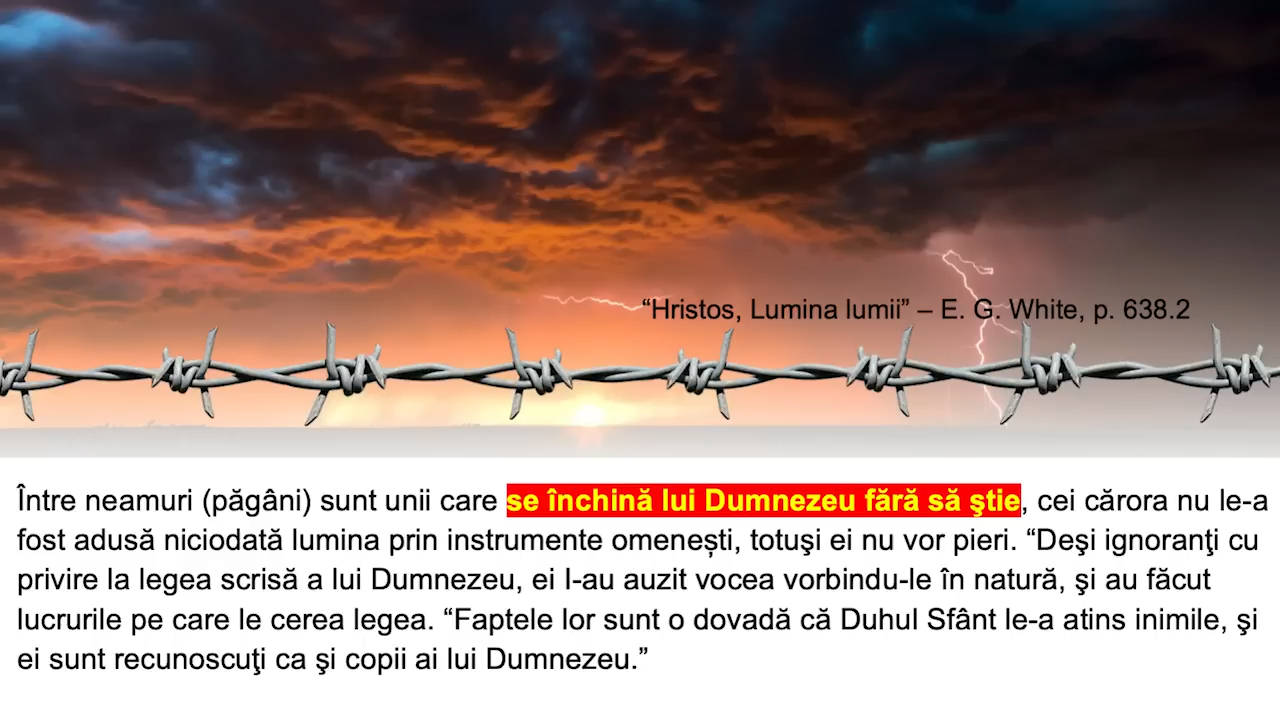 “Hristos, Lumina lumii” – E. G. White, p. 638.2
Între neamuri (păgâni) sunt unii care se închină lui Dumnezeu fără să ştie, cei cărora nu le-a
fost adusă niciodată lumina prin instrumente omenești, totuşi ei nu vor pieri. “Deşi ignoranţi cu
privire la legea scrisă a lui Dumnezeu, ei I-au auzit vocea vorbindu-le în natură, şi au făcut
lucrurile pe care le cerea legea. “Faptele lor sunt o dovadă că Duhul Sfânt le-a atins inimile, şi
ei sunt recunoscuţi ca şi copii ai lui Dumnezeu.”